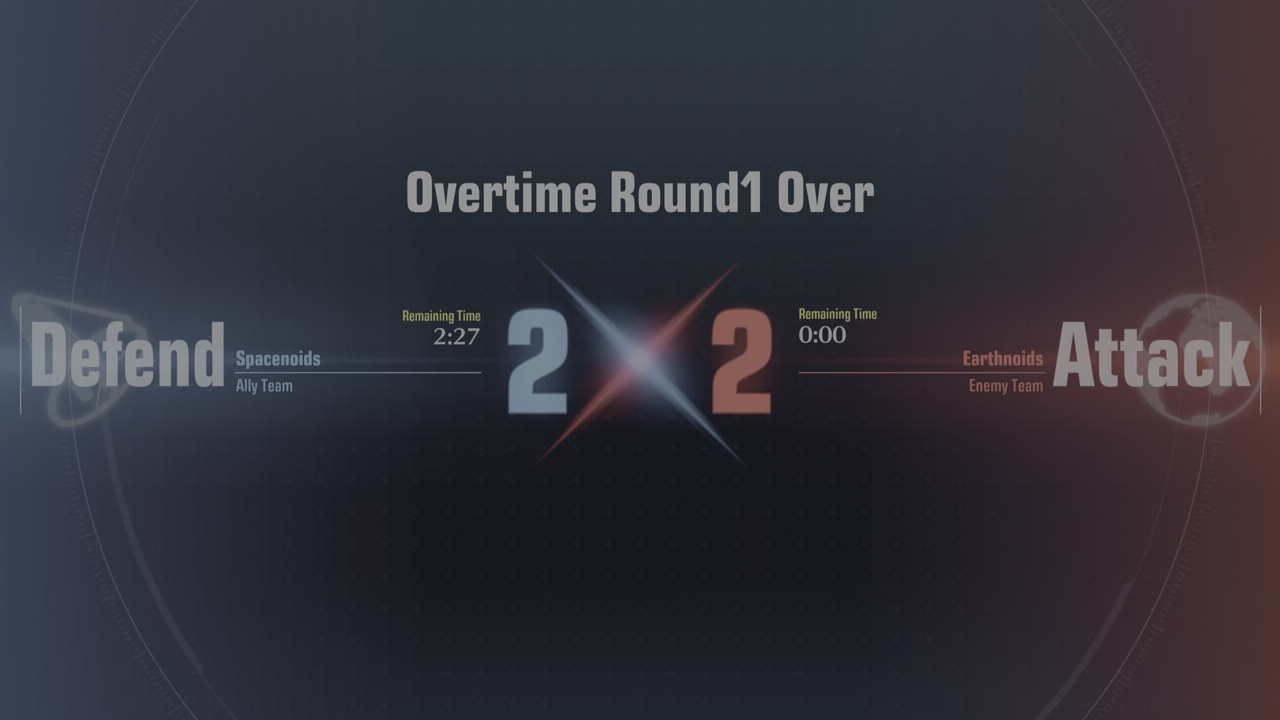 Overtime Round1 Over
Remaining Time
2:27
2
2
Remaining Time
0:00
Defend
Spacenoids
Ally Team
Earthnoids
Enemy Team
Attack